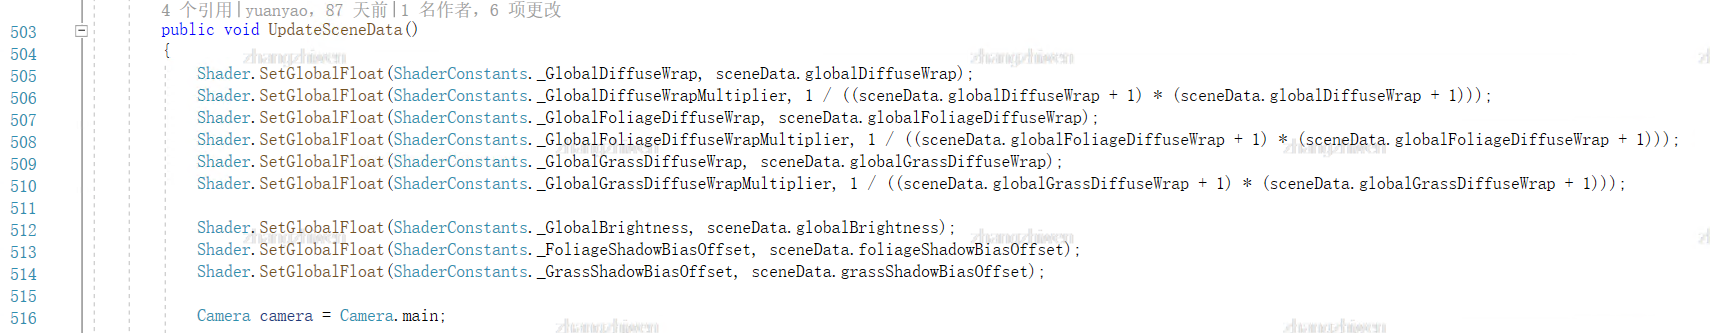 4 个引用|yuanyao，87 天前|1 名作者，6 项更改
503 public void UpdateSceneData()
504 {
505 Shader.SetGlobalFloat(ShaderConstants._GlobalDiffuseWrap, sceneData.globalDiffuseWrap);
506 Shader.SetGlobalFloat(ShaderConstants._GlobalDiffuseWrapMultiplier, 1 / ((sceneData.globalDiffuseWrap + 1) * (sceneData.globalDiffuseWrap + 1)));
507 Shader.SetGlobalFloat(ShaderConstants._GlobalFoliageDiffuseWrap, sceneData.globalFoliageDiffuseWrap);
508 Shader.SetGlobalFloat(ShaderConstants._GlobalFoliageDiffuseWrapMultiplier, 1 / ((sceneData.globalFoliageDiffuseWrap + 1) * (sceneData.globalFoliageDiffuseWrap + 1)));
509 Shader.SetGlobalFloat(ShaderConstants._GlobalGrassDiffuseWrap, sceneData.globalGrassDiffuseWrap);
510 Shader.SetGlobalFloat(ShaderConstants._GlobalGrassDiffuseWrapMultiplier, 1 / ((sceneData.globalGrassDiffuseWrap + 1) * (sceneData.globalGrassDiffuseWrap + 1)));
511
512 Shader.SetGlobalFloat(ShaderConstants._GlobalBrightness, sceneData.globalBrightness);
513 Shader.SetGlobalFloat(ShaderConstants._FoliageShadowBiasOffset, sceneData.foliageShadowBiasOffset);
514 Shader.SetGlobalFloat(ShaderConstants._GrassShadowBiasOffset, sceneData.grassShadowBiasOffset);
515
516 Camera camera = Camera.main;